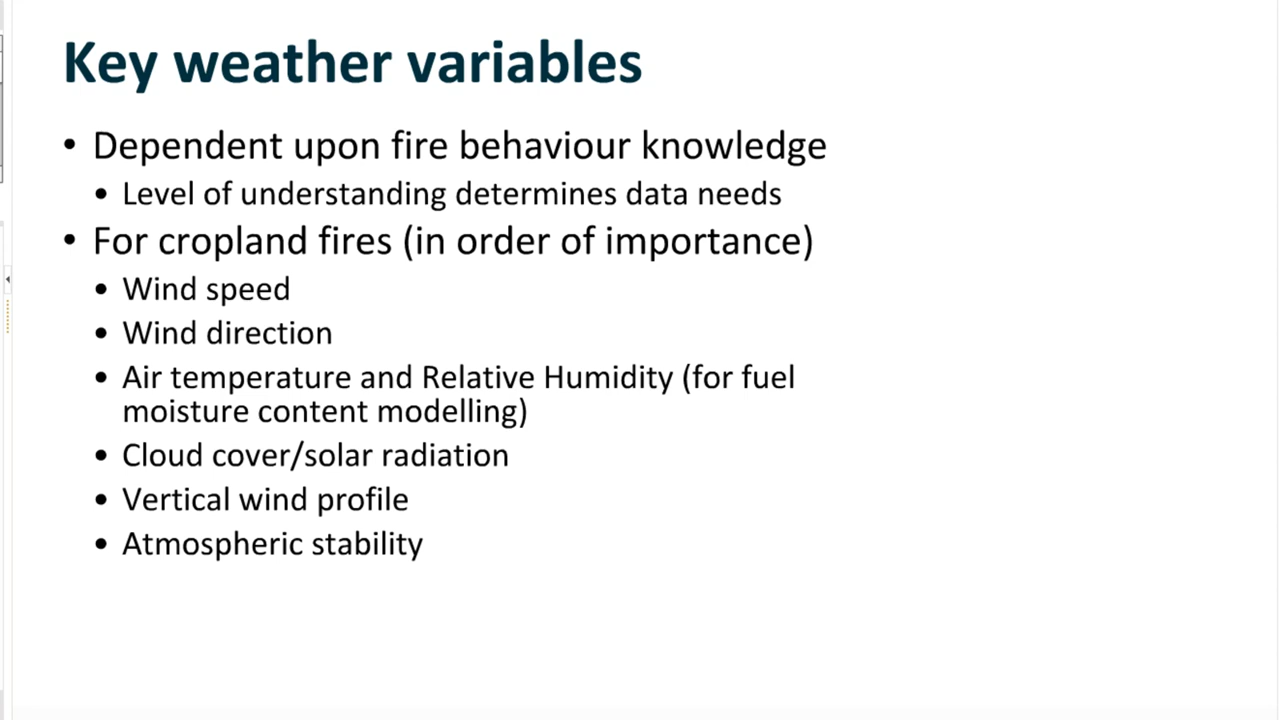 Key weather variables
• Dependent upon fire behaviour knowledge
• Level of understanding determines data needs
• For cropland fires (in order of importance)
• Wind speed
• Wind direction
• Air temperature and Relative Humidity (for fuel
moisture content modelling)
• Cloud cover/solar radiation
• Vertical wind profile
• Atmospheric stability